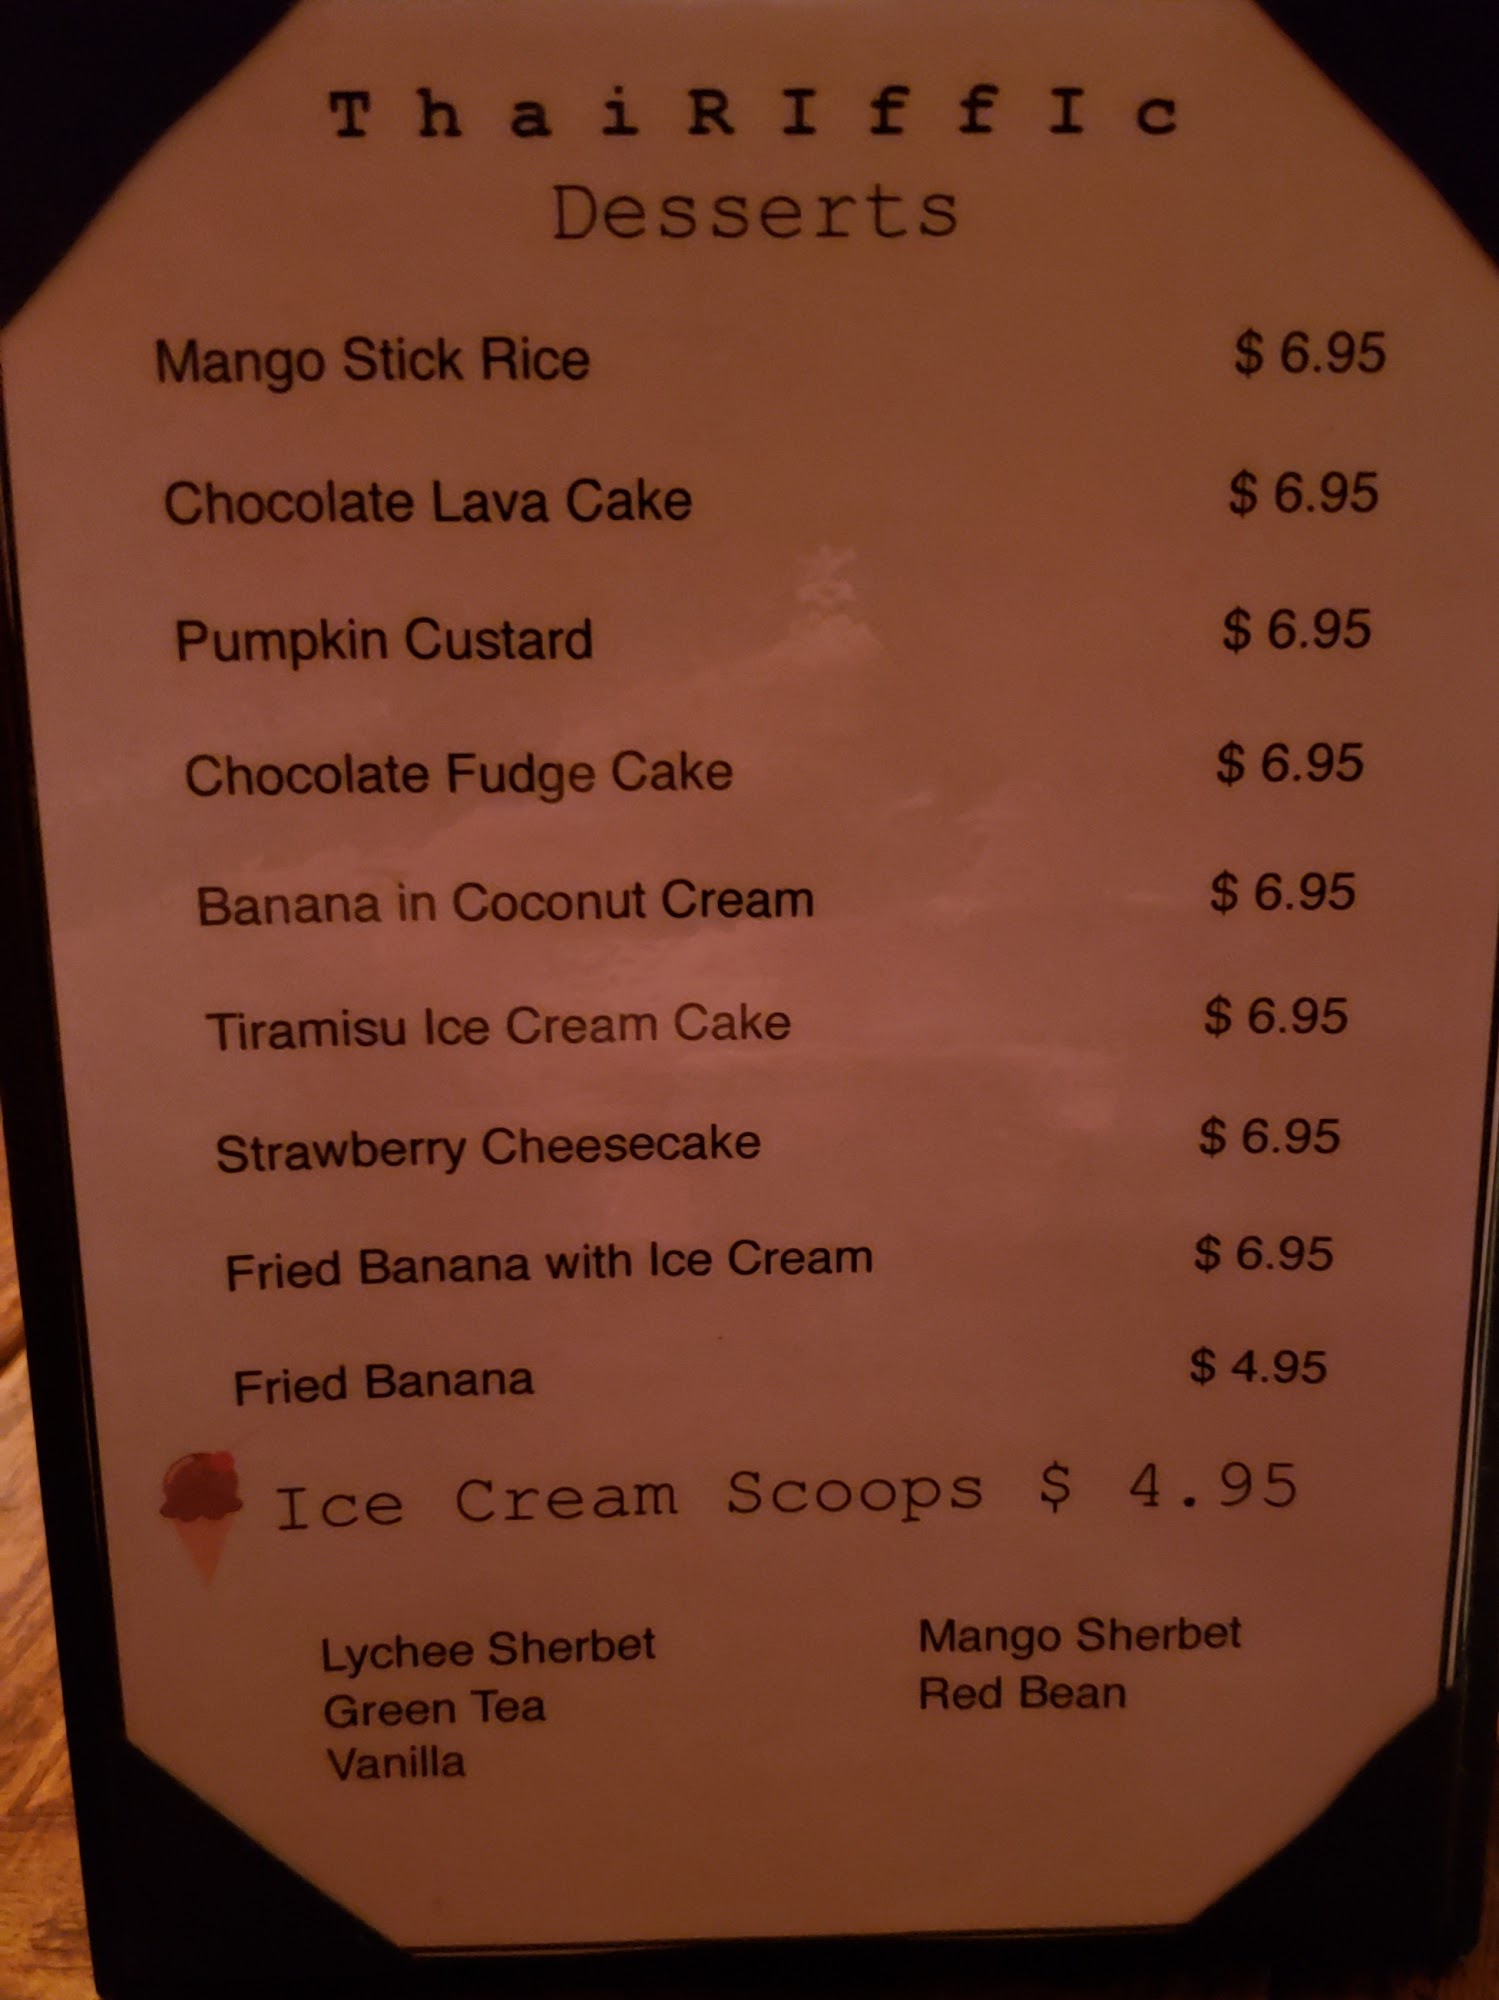 ThaiRIffIc
Desserts
Mango Stick Rice $ 6.95
Chocolate Lava Cake $ 6.95
Pumpkin Custard $ 6.95
Chocolate Fudge Cake $ 6.95
Banana in Coconut Cream $ 6.95
Tiramisu Ice Cream Cake $ 6.95
Strawberry Cheesecake $ 6.95
Fried Banana with Ice Cream $ 6.95
Fried Banana $ 4.95
Ice Cream Scoops $ 4.95
Lychee Sherbet Mango Sherbet
Green Tea Red Bean
Vanilla